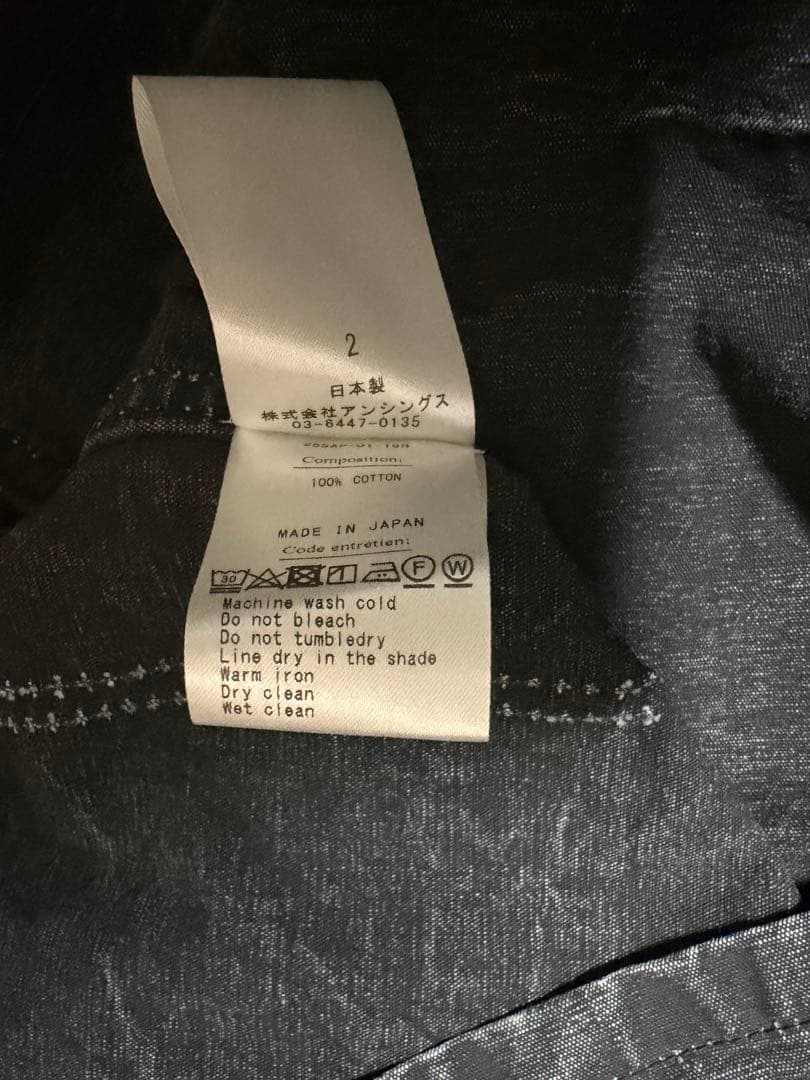 2
日本製
株式会社アンシングス
03-6447-0135
Composition:
100% COTTON
MADE IN JAPAN
Code entretien:
30 F W
Machine wash cold
Do not bleach
Do not tumbledry
Line dry in the shade
Warm iron
Dry clean
Wet clean